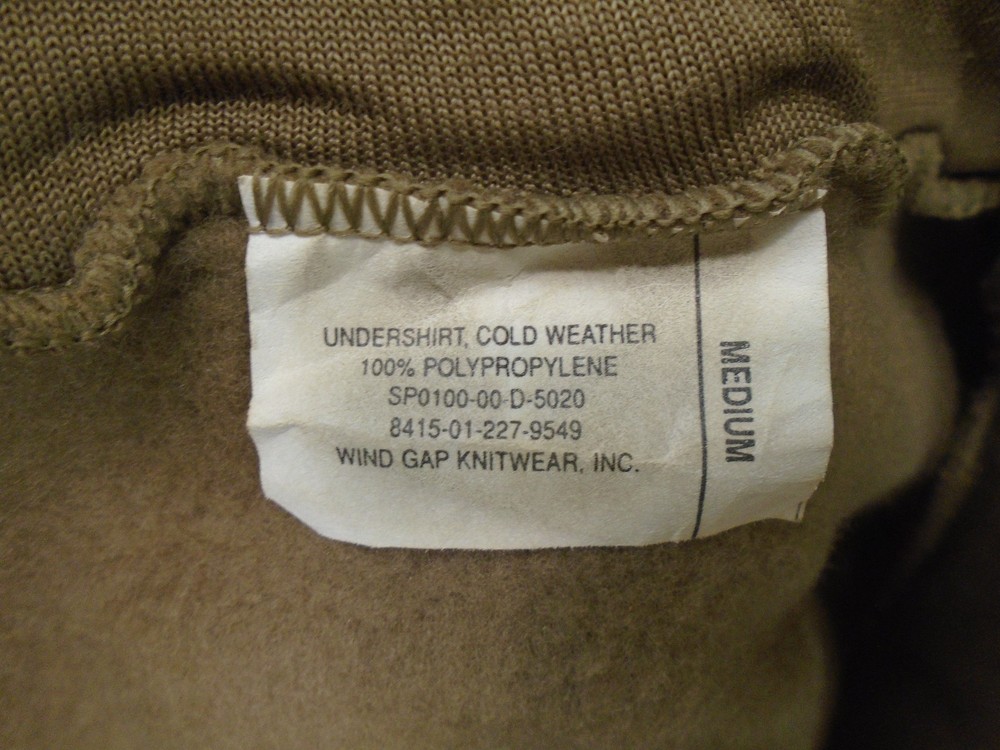 UNDERSHIRT, COLD WEATHER
100% POLYPROPYLENE
SP0100-00-D-5020
8415-01-227-9549
WIND GAP KNITWEAR, INC.
MEDIUM